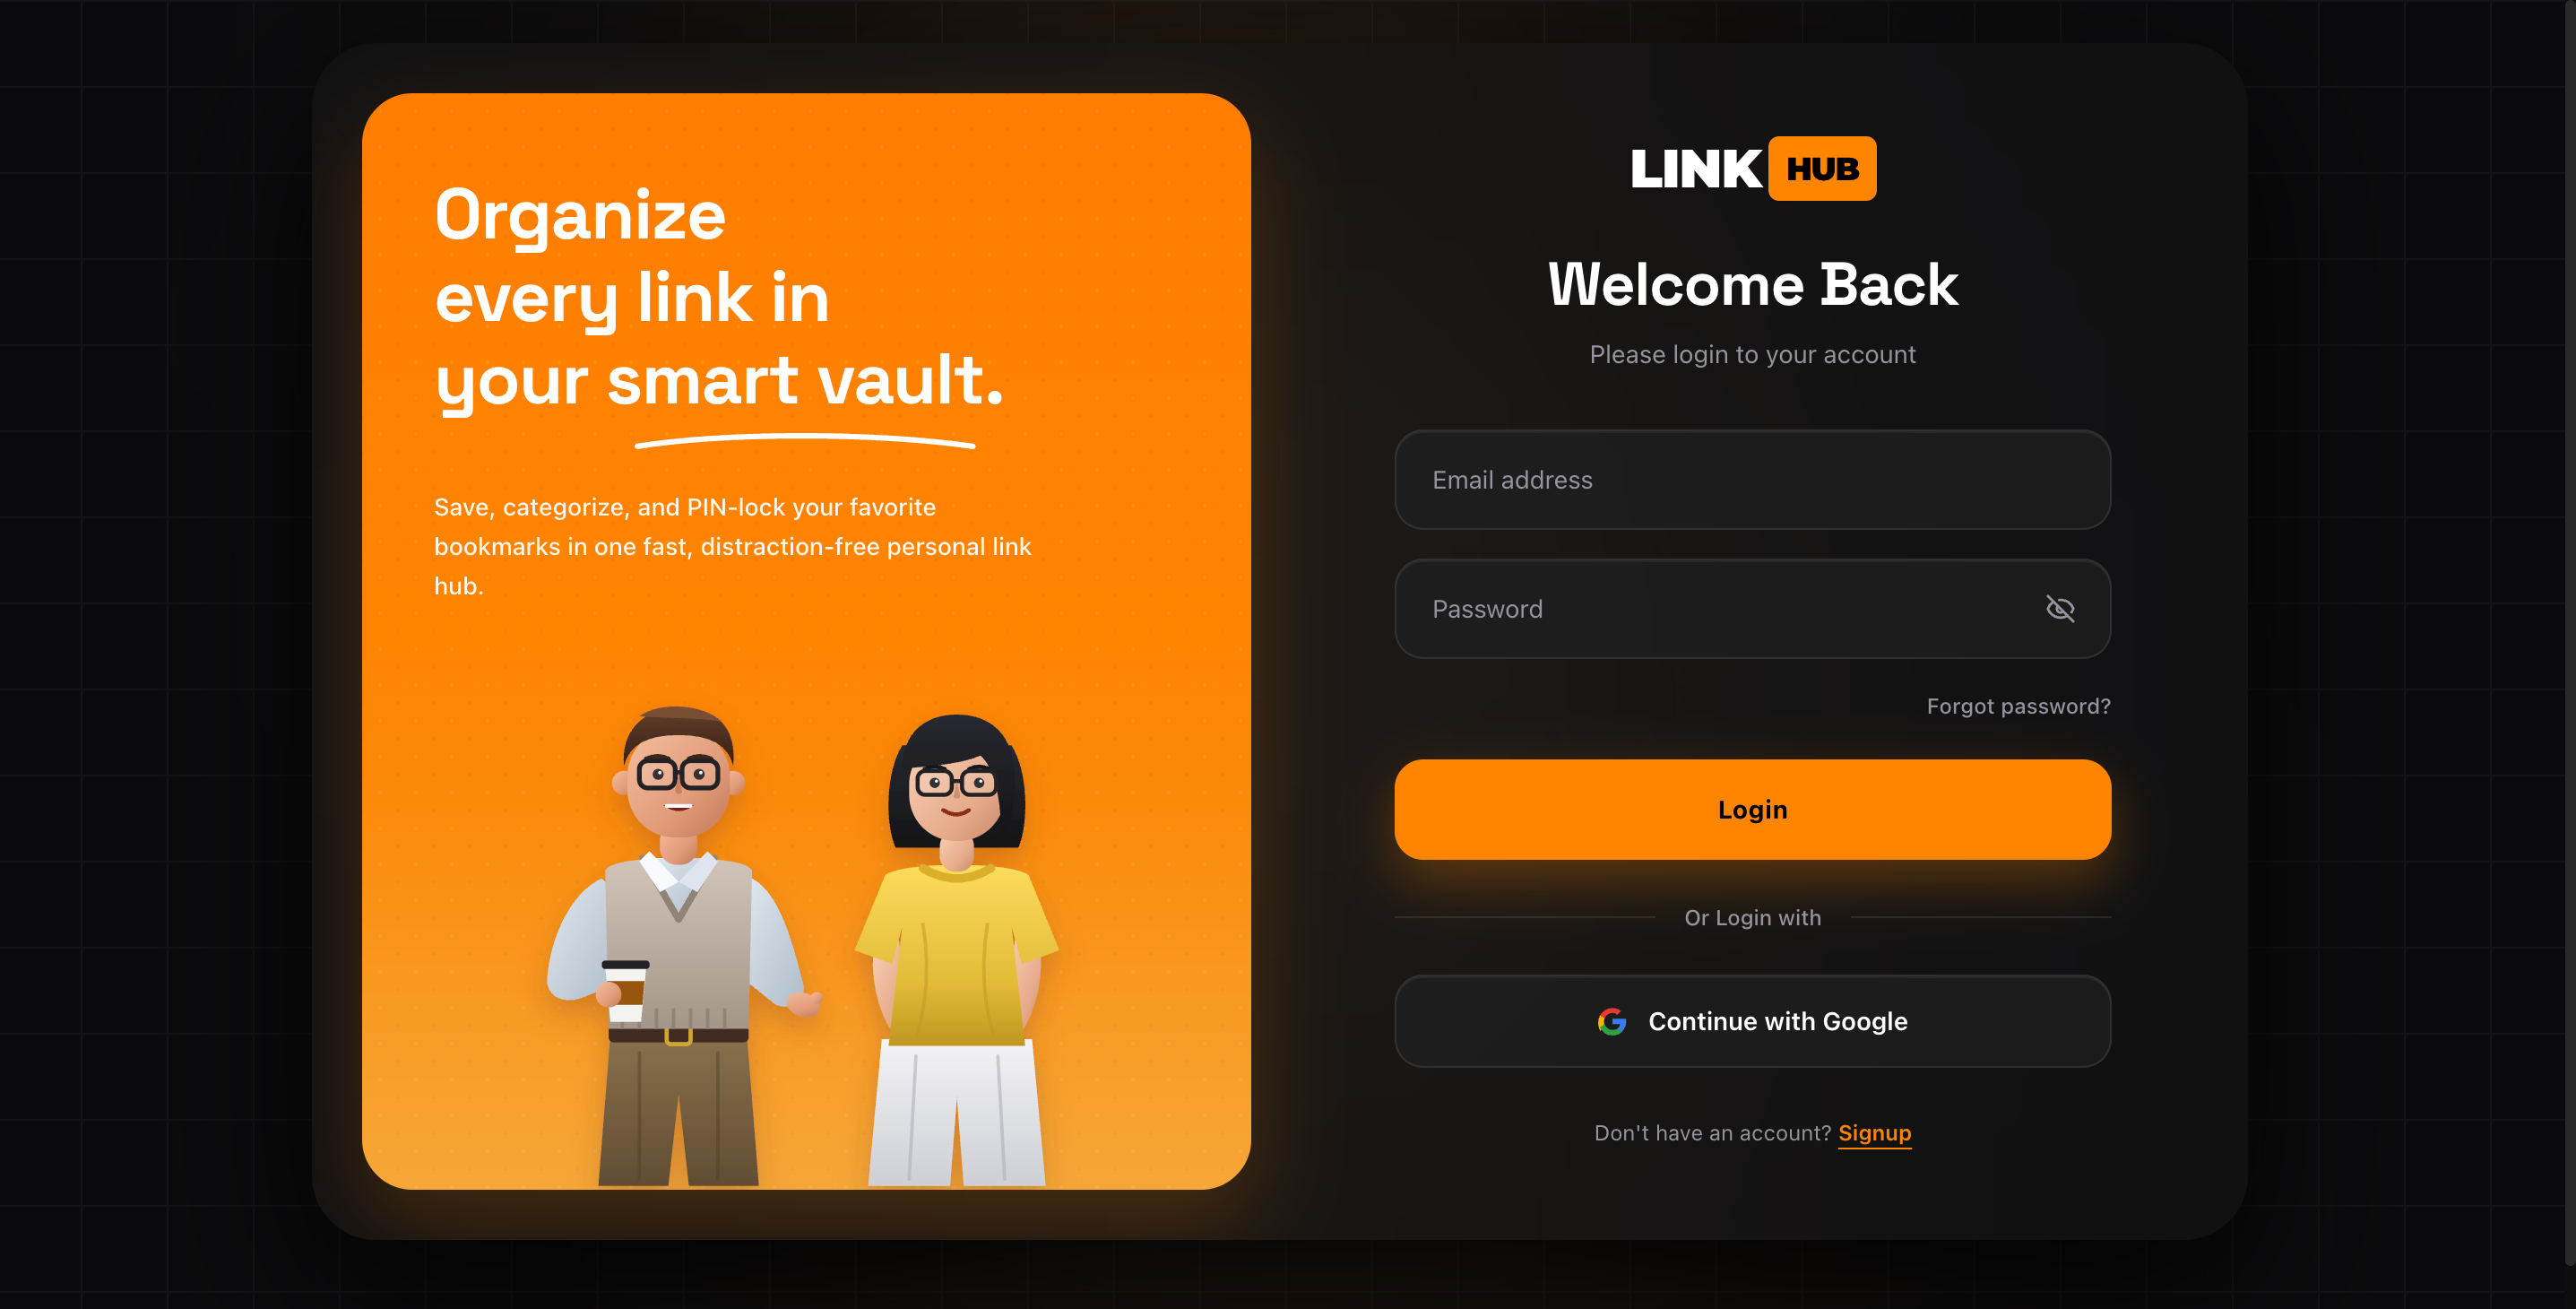 Organize
every link in
your smart vault.
Save, categorize, and PIN-lock your favorite
bookmarks in one fast, distraction-free personal link
hub.
LINK HUB
Welcome Back
Please login to your account
Email address
Password
Forgot password?
Login
Or Login with
Continue with Google
Don't have an account? Signup